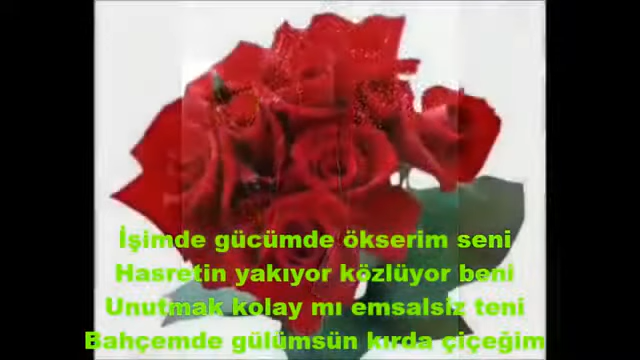 İşimde gücümde ökserim seni
Hasretin yakıyor közlüyor beni
Unutmak kolay mı emsalsiz teni
Bahçemde gülümsün kırda çiçeğim